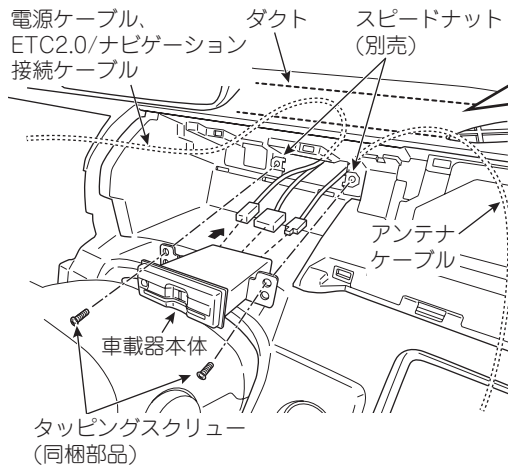 電源ケーブル、
ETC2.0/ナビゲーション
接続ケーブル
ダクト
スピードナット
(別売)
アンテナ
ケーブル
車載器本体
タッピングスクリュー
(同梱部品)